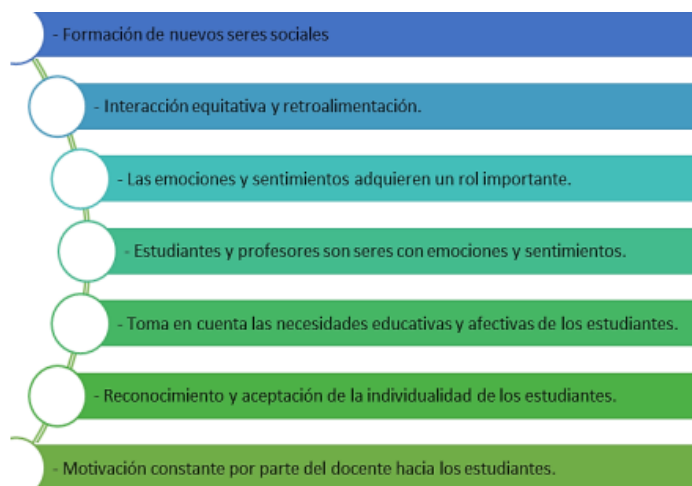 - Formación de nuevos seres sociales
- Interacción equitativa y retroalimentación.
- Las emociones y sentimientos adquieren un rol importante.
- Estudiantes y profesores son seres con emociones y sentimientos.
- Toma en cuenta las necesidades educativas y afectivas de los estudiantes.
- Reconocimiento y aceptación de la individualidad de los estudiantes.
- Motivación constante por parte del docente hacia los estudiantes.